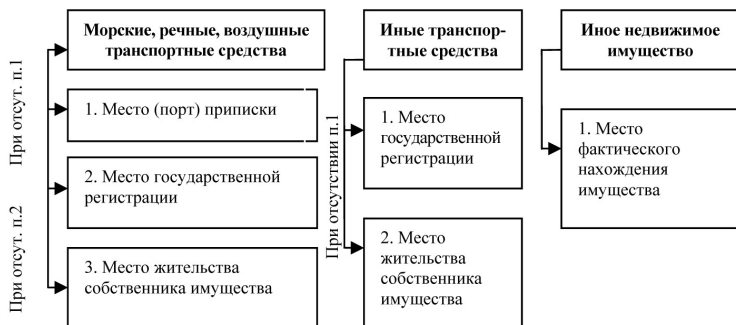 Морские, речные, воздушные
транспортные средства
При отсут. п.1
1. Место (порт) приписки
2. Место государственной
регистрации
При отсут. п.2
3. Место жительства
собственника имущества
Иные транспор-
тные средства
При отсутствии п.1
1. Место
государственной
регистрации
2. Место
жительства
собственника
имущества
Иное недвижимое
имущество
1. Место
фактического
нахождения
имущества